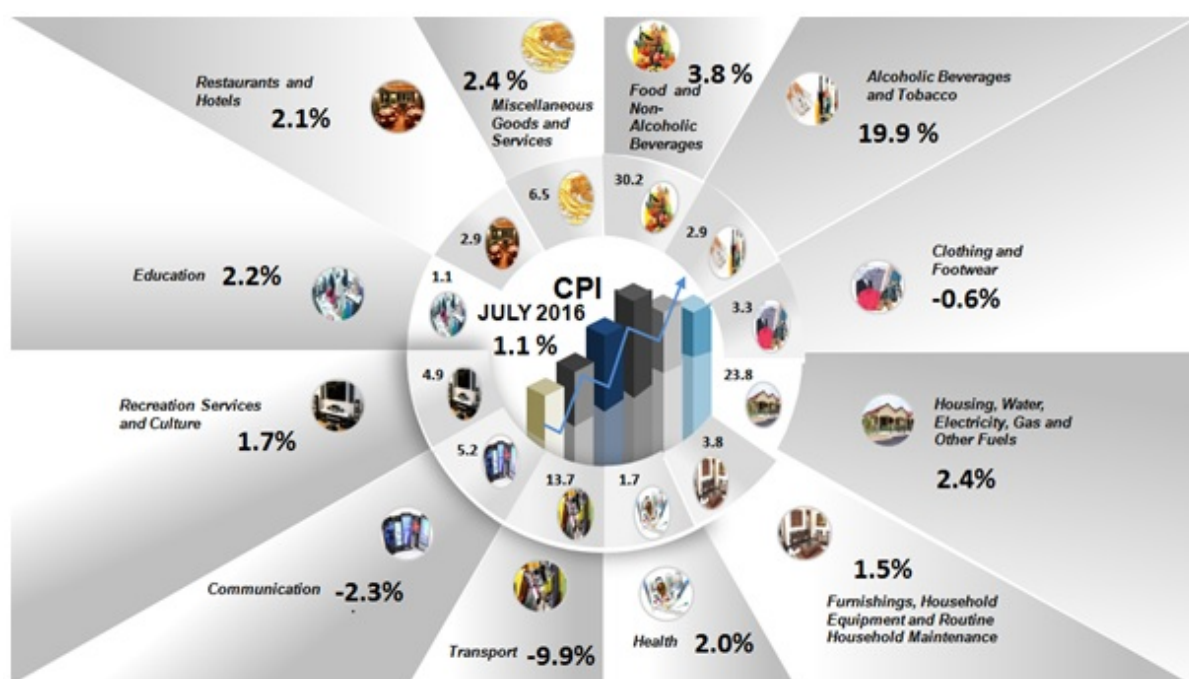 Restaurants and
Hotels
2.1%
2.4 %
Miscellaneous
Goods and
Services
3.8 %
Food and
Non-
Alcoholic
Beverages
Alcoholic Beverages
and Tobacco
19.9 %
6.5
30.2
2.9
2.9
Education 2.2%
1.1
CPI
JULY 2016
1.1 %
3.3
Clothing and
Footwear
-0.6%
Recreation Services
and Culture
1.7%
4.9
23.8
Housing, Water,
Electricity, Gas and
Other Fuels
2.4%
5.2
13.7
1.7
3.8
Communication -2.3%
Transport -9.9%
Health 2.0%
1.5%
Furnishings, Household
Equipment and Routine
Household Maintenance